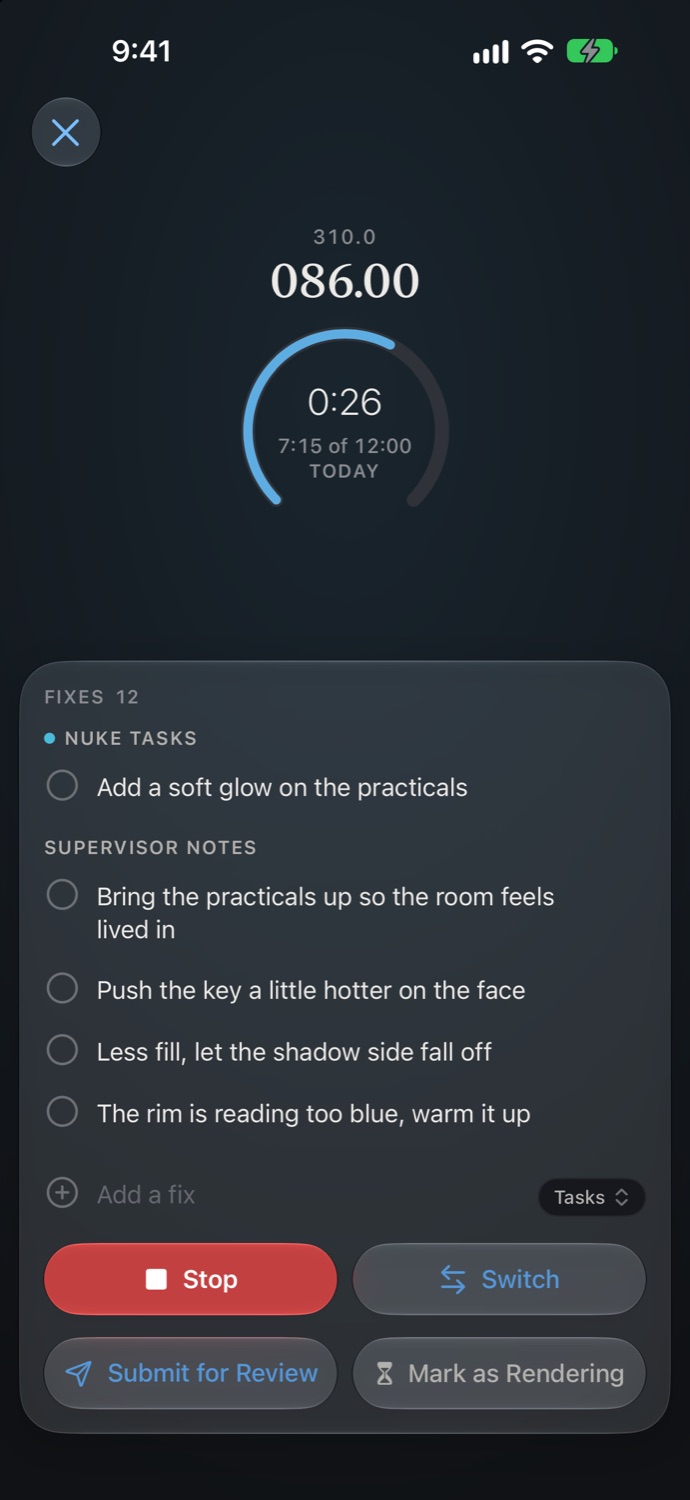 9:41
310.0
086.00
0:26
7:15 of 12:00
TODAY
FIXES 12
NUKE TASKS
Add a soft glow on the practicals
SUPERVISOR NOTES
Bring the practicals up so the room feels
lived in
Push the key a little hotter on the face
Less fill, let the shadow side fall off
The rim is reading too blue, warm it up
Add a fix
Tasks
Stop
Switch
Submit for Review
Mark as Rendering